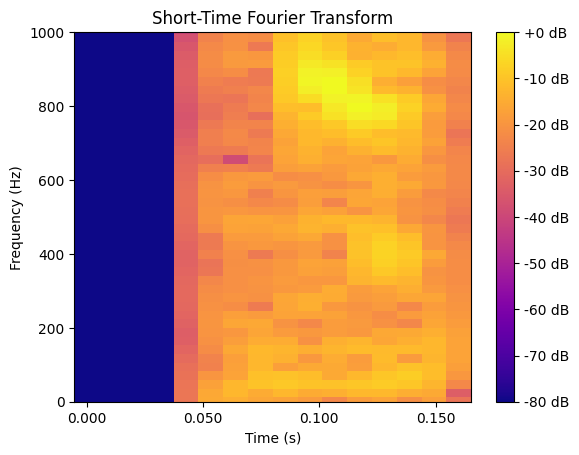 Short-Time Fourier Transform
Frequency (Hz)
1000
800
600
400
200
0
0.000 0.050 0.100 0.150
Time (s)
+0 dB
-10 dB
-20 dB
-30 dB
-40 dB
-50 dB
-60 dB
-70 dB
-80 dB